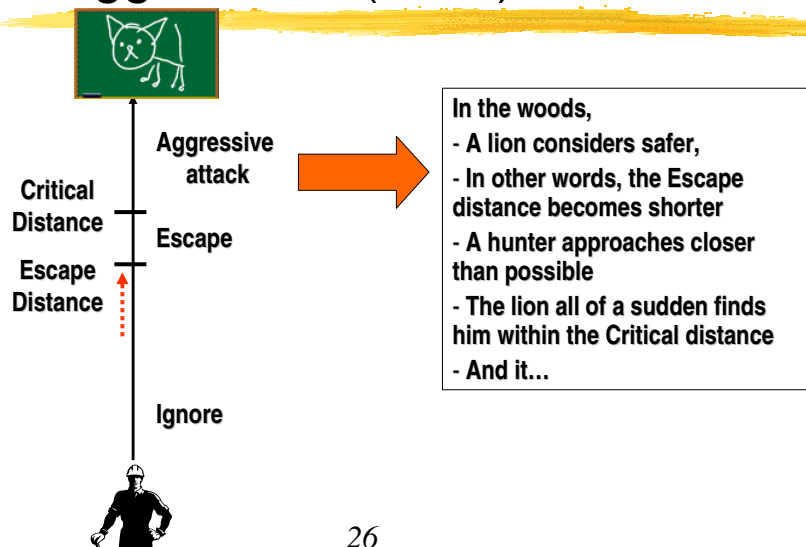 Aggressive
attack
Critical
Distance
Escape
Escape
Distance
Ignore
In the woods,
- A lion considers safer,
- In other words, the Escape
distance becomes shorter
- A hunter approaches closer
than possible
- The lion all of a sudden finds
him within the Critical distance
- And it…
26